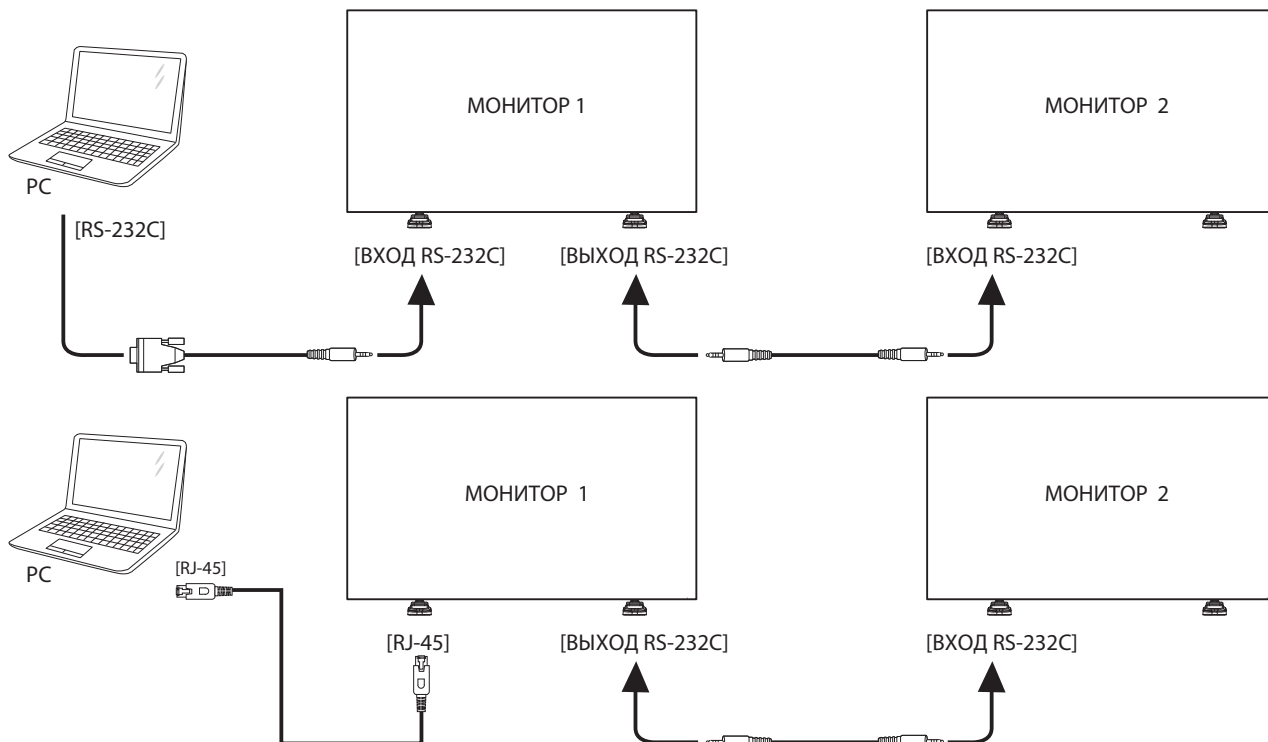 МОНИТОР 1
МОНИТОР 2
PC
[RS-232C]
[ВХОД RS-232C]
[ВЫХОД RS-232C]
[ВХОД RS-232C]
МОНИТОР 1
МОНИТОР 2
PC
[RJ-45]
[RJ-45]
[ВЫХОД RS-232C]
[ВХОД RS-232C]